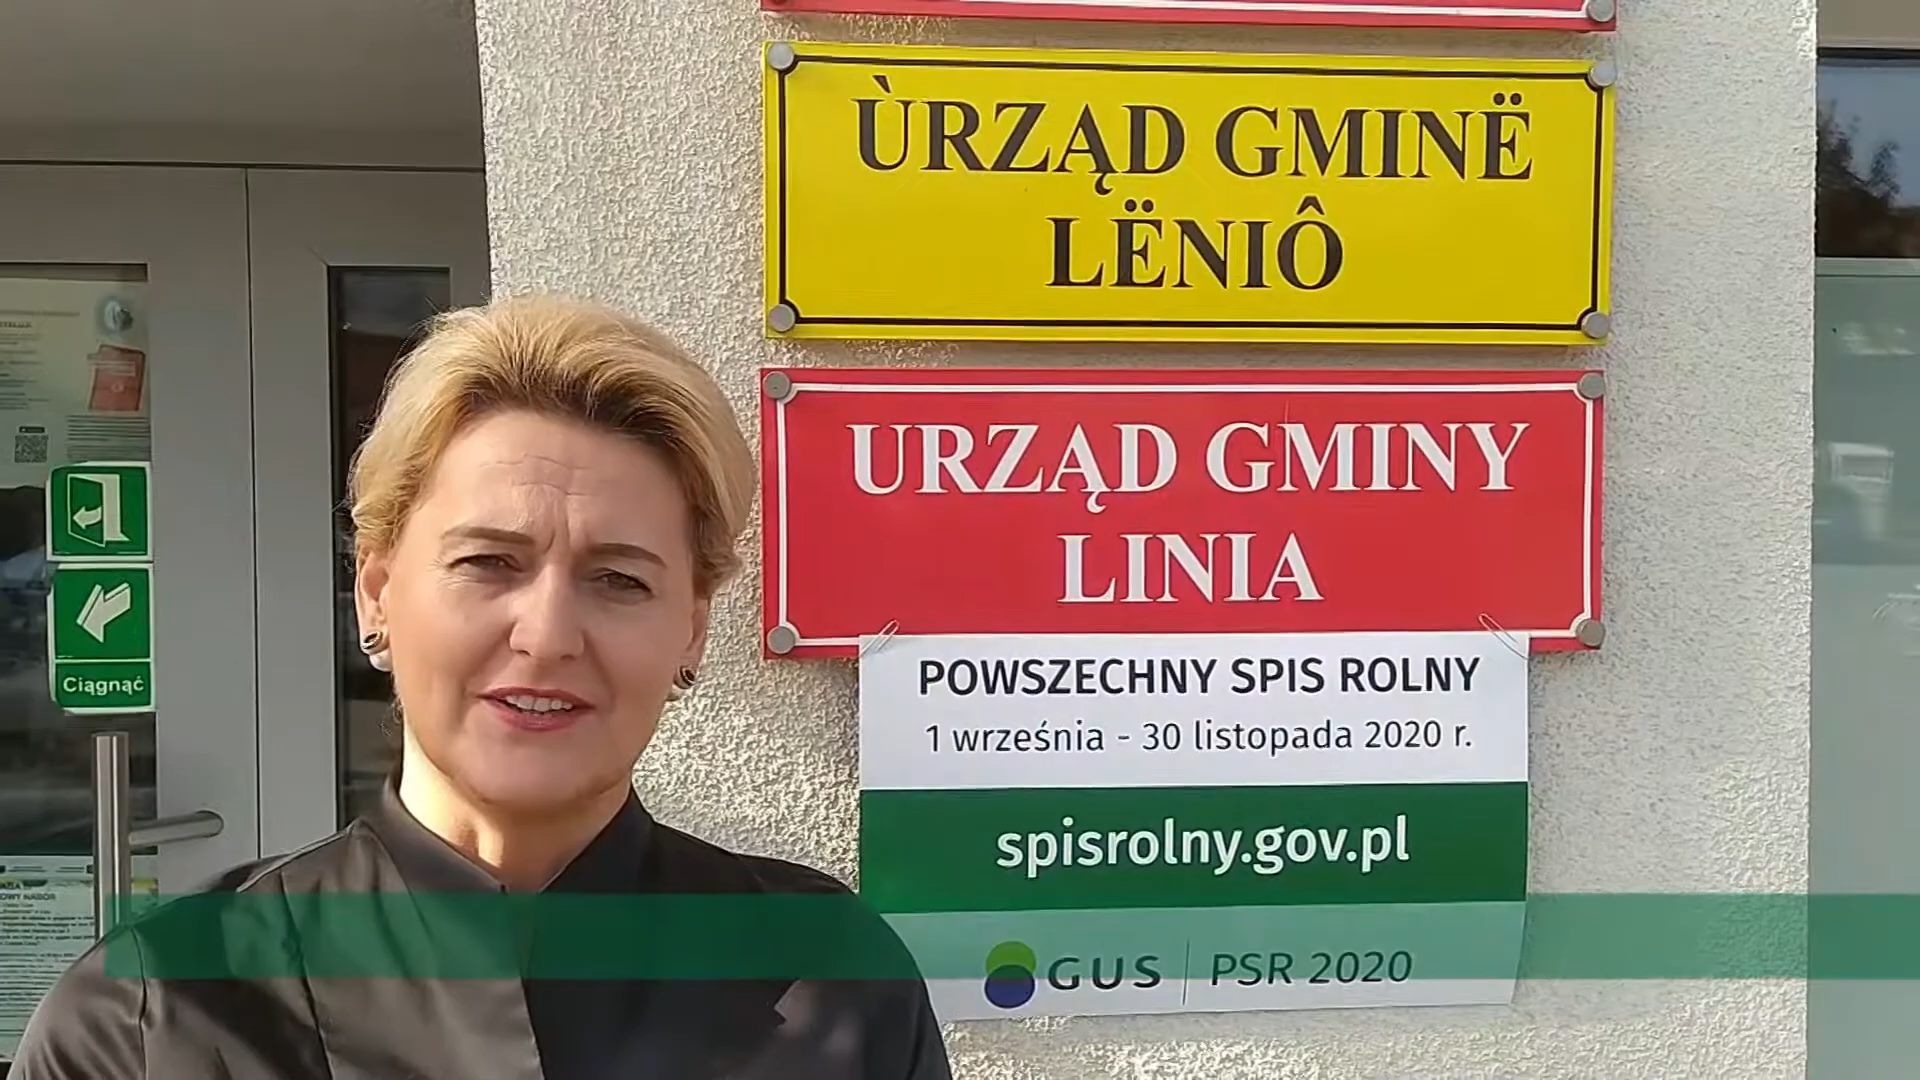 ÙRZĄD GMINË
LËNIÔ
URZĄD GMINY
LINIA
POWSZECHNY SPIS ROLNY
1 września - 30 listopada 2020 r.
spisrolny.gov.pl
GUS PSR 2020
Ciągnąć